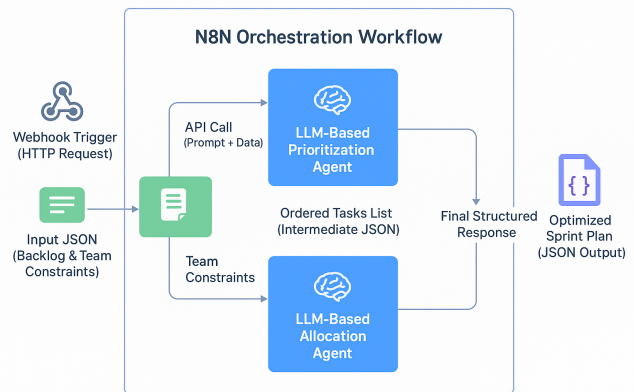 N8N Orchestration Workflow
Webhook Trigger
(HTTP Request)
Input JSON
(Backlog & Team
Constraints)
API Call
(Prompt + Data)
LLM-Based
Prioritization
Agent
Ordered Tasks List
(Intermediate JSON)
Team
Constraints
LLM-Based
Allocation
Agent
Final Structured
Response
{ }
Optimized
Sprint Plan
(JSON Output)